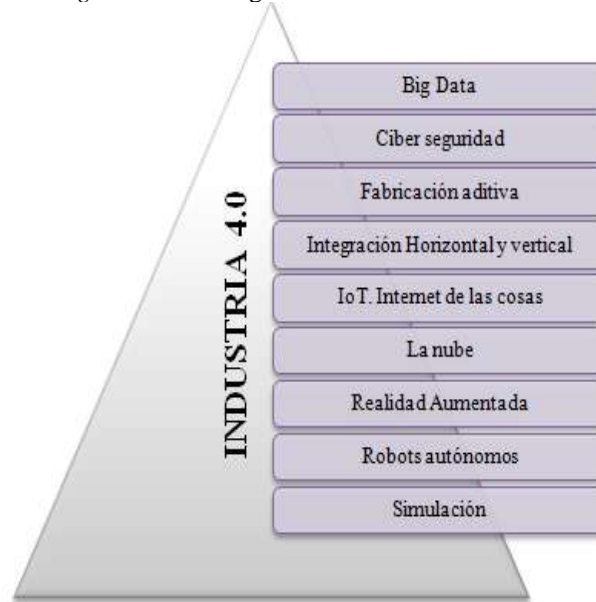 Big Data
Ciber seguridad
Fabricación aditiva
Integración Horizontal y vertical
IoT. Internet de las cosas
La nube
Realidad Aumentada
Robots autónomos
Simulación
INDUSTRIA 4.0